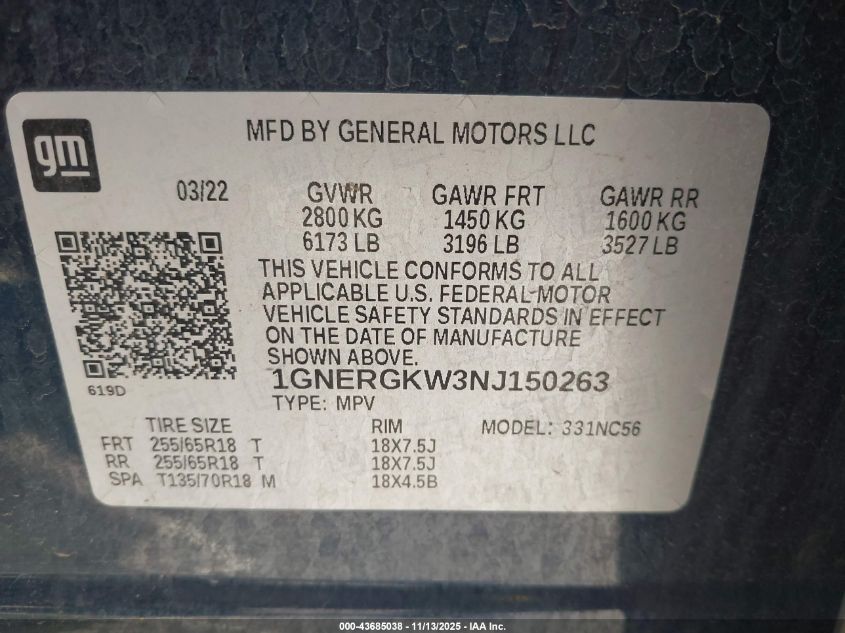 gm
MFD BY GENERAL MOTORS LLC
03/22 GVWR GAWR FRT GAWR RR
2800 KG 1450 KG 1600 KG
6173 LB 3196 LB 3527 LB
THIS VEHICLE CONFORMS TO ALL
APPLICABLE U.S. FEDERAL MOTOR
VEHICLE SAFETY STANDARDS IN EFFECT
ON THE DATE OF MANUFACTURE
SHOWN ABOVE.
619D
1GNERGKW3NJ150263
TYPE: MPV
TIRE SIZE RIM MODEL: 331NC56
FRT 255/65R18 T 18X7.5J
RR 255/65R18 T 18X7.5J
SPA T135/70R18 M 18X4.5B
000-43685038 - 11/13/2025 - IAA Inc.